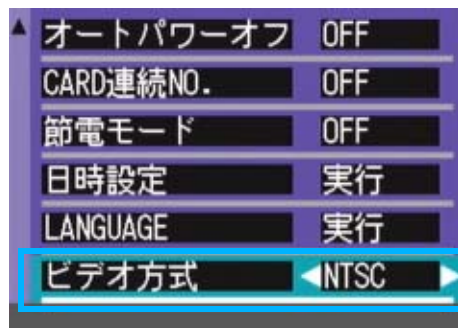 オートパワーオフ OFF
CARD連続NO. OFF
節電モード OFF
日時設定 実行
LANGUAGE 実行
ビデオ方式 NTSC